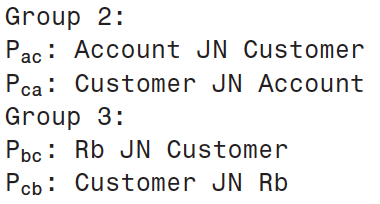 Group 2:
Pac: Account JN Customer
Pca: Customer JN Account
Group 3:
Pbc: Rb JN Customer
Pcb: Customer JN Rb